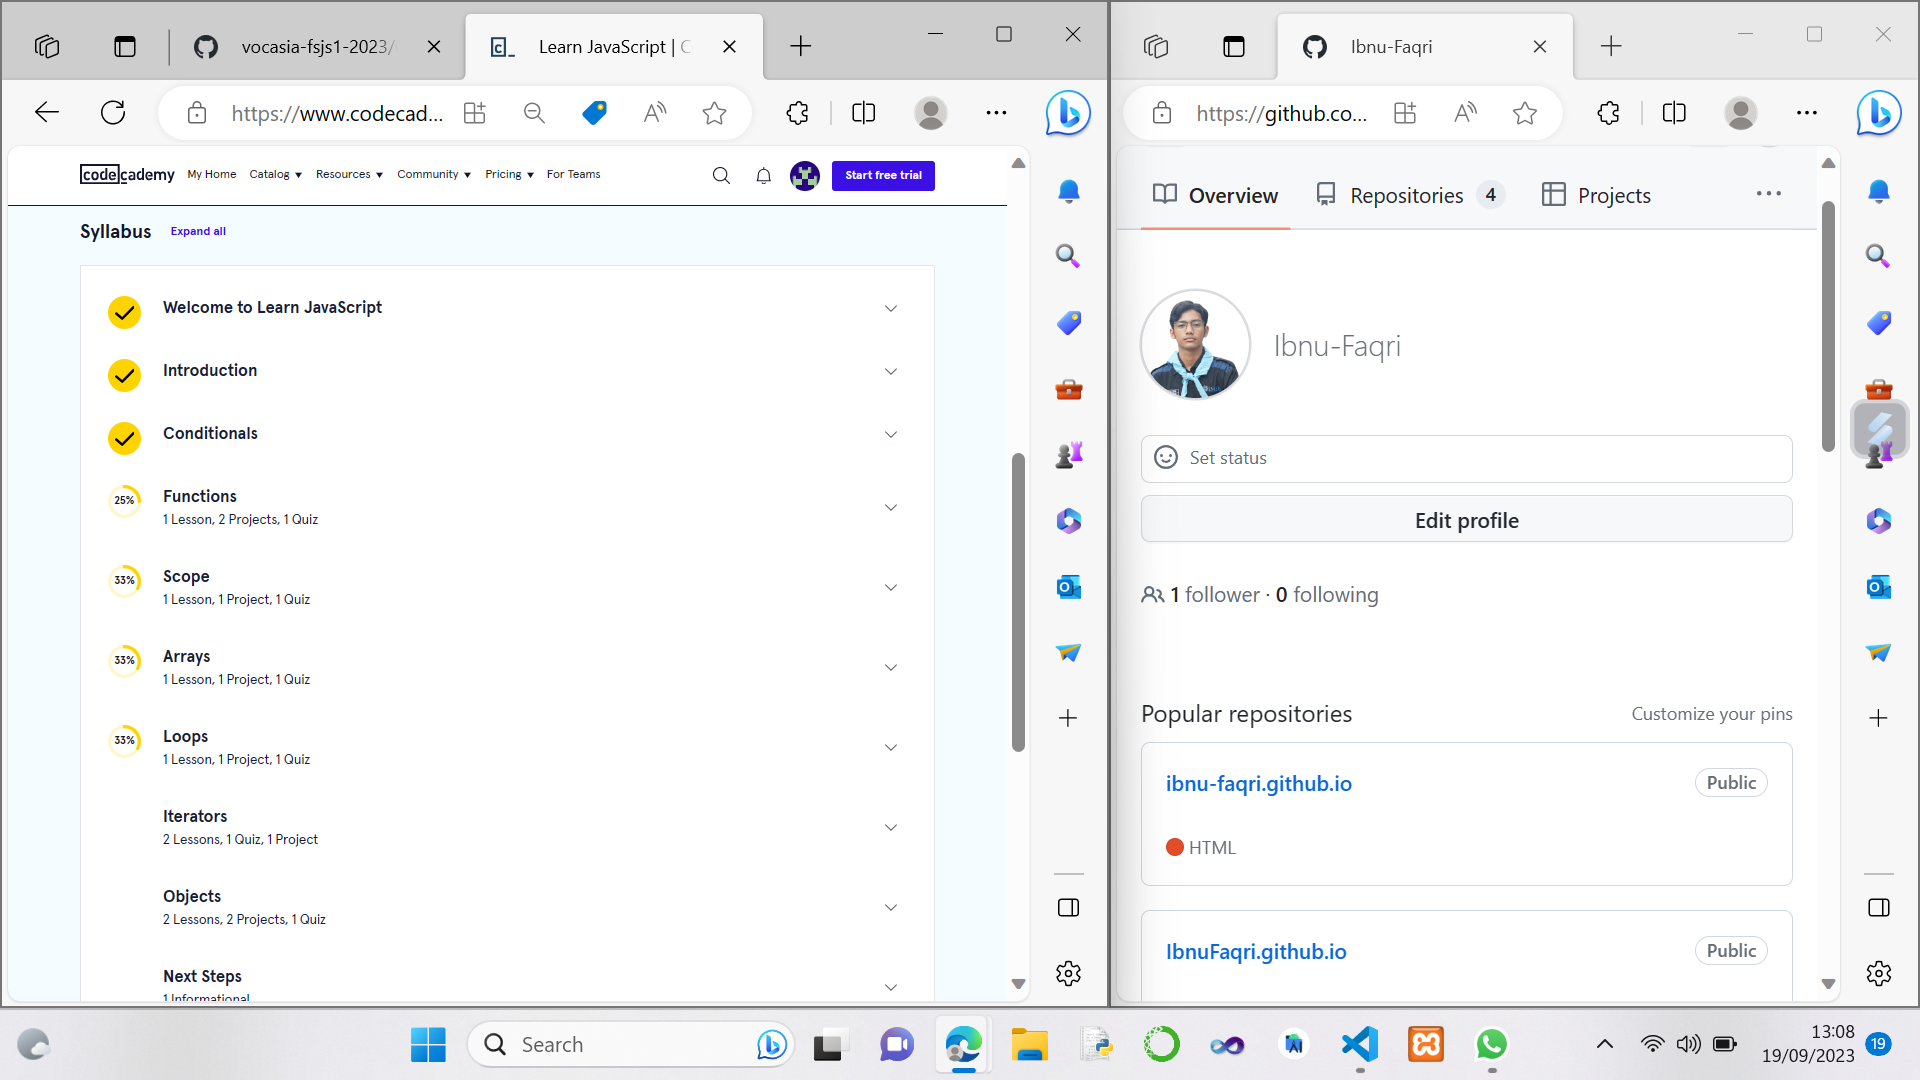 vocasia-fsjs1-2023/
Learn JavaScript | C
Ibnu-Faqri
https://www.codecad...
https://github.co...
codecademy
My Home
Catalog
Resources
Community
Pricing
For Teams
Start free trial
Syllabus
Expand all
Welcome to Learn JavaScript
Introduction
Conditionals
25%
Functions
1 Lesson, 2 Projects, 1 Quiz
33%
Scope
1 Lesson, 1 Project, 1 Quiz
33%
Arrays
1 Lesson, 1 Project, 1 Quiz
33%
Loops
1 Lesson, 1 Project, 1 Quiz
Iterators
2 Lessons, 1 Quiz, 1 Project
Objects
2 Lessons, 2 Projects, 1 Quiz
Next Steps
1 Informational
Overview
Repositories 4
Projects
Ibnu-Faqri
Set status
Edit profile
1 follower · 0 following
Popular repositories
Customize your pins
ibnu-faqri.github.io
Public
HTML
IbnuFaqri.github.io
Public
Search
13:08
19/09/2023
19